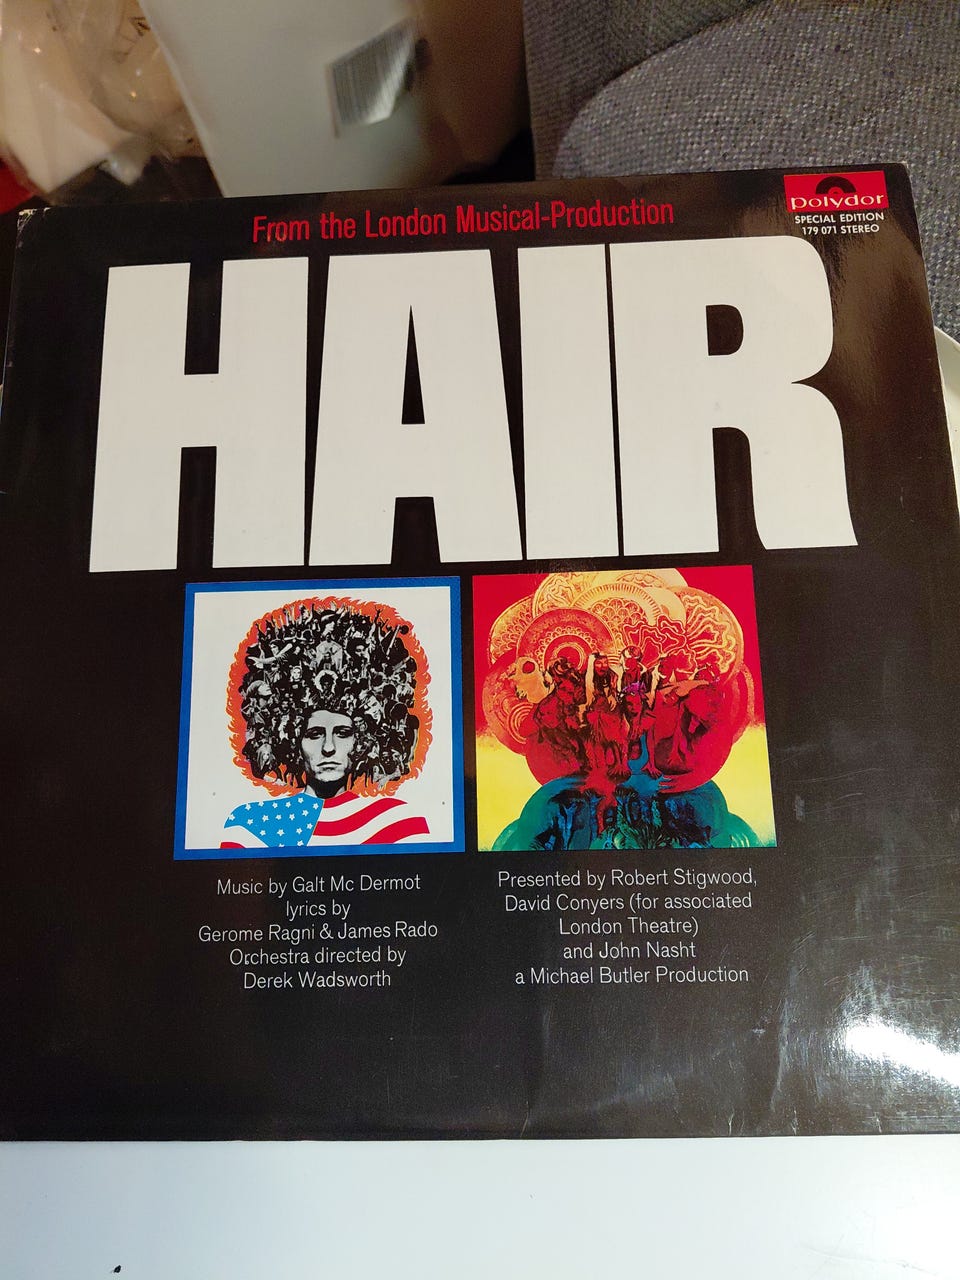 From the London Musical-Production
polydor
SPECIAL EDITION
179 071 STEREO
HAIR
Music by Galt Mc Dermot
lyrics by
Gerome Ragni & James Rado
Orchestra directed by
Derek Wadsworth
Presented by Robert Stigwood,
David Conyers (for associated
London Theatre)
and John Nasht
a Michael Butler Production